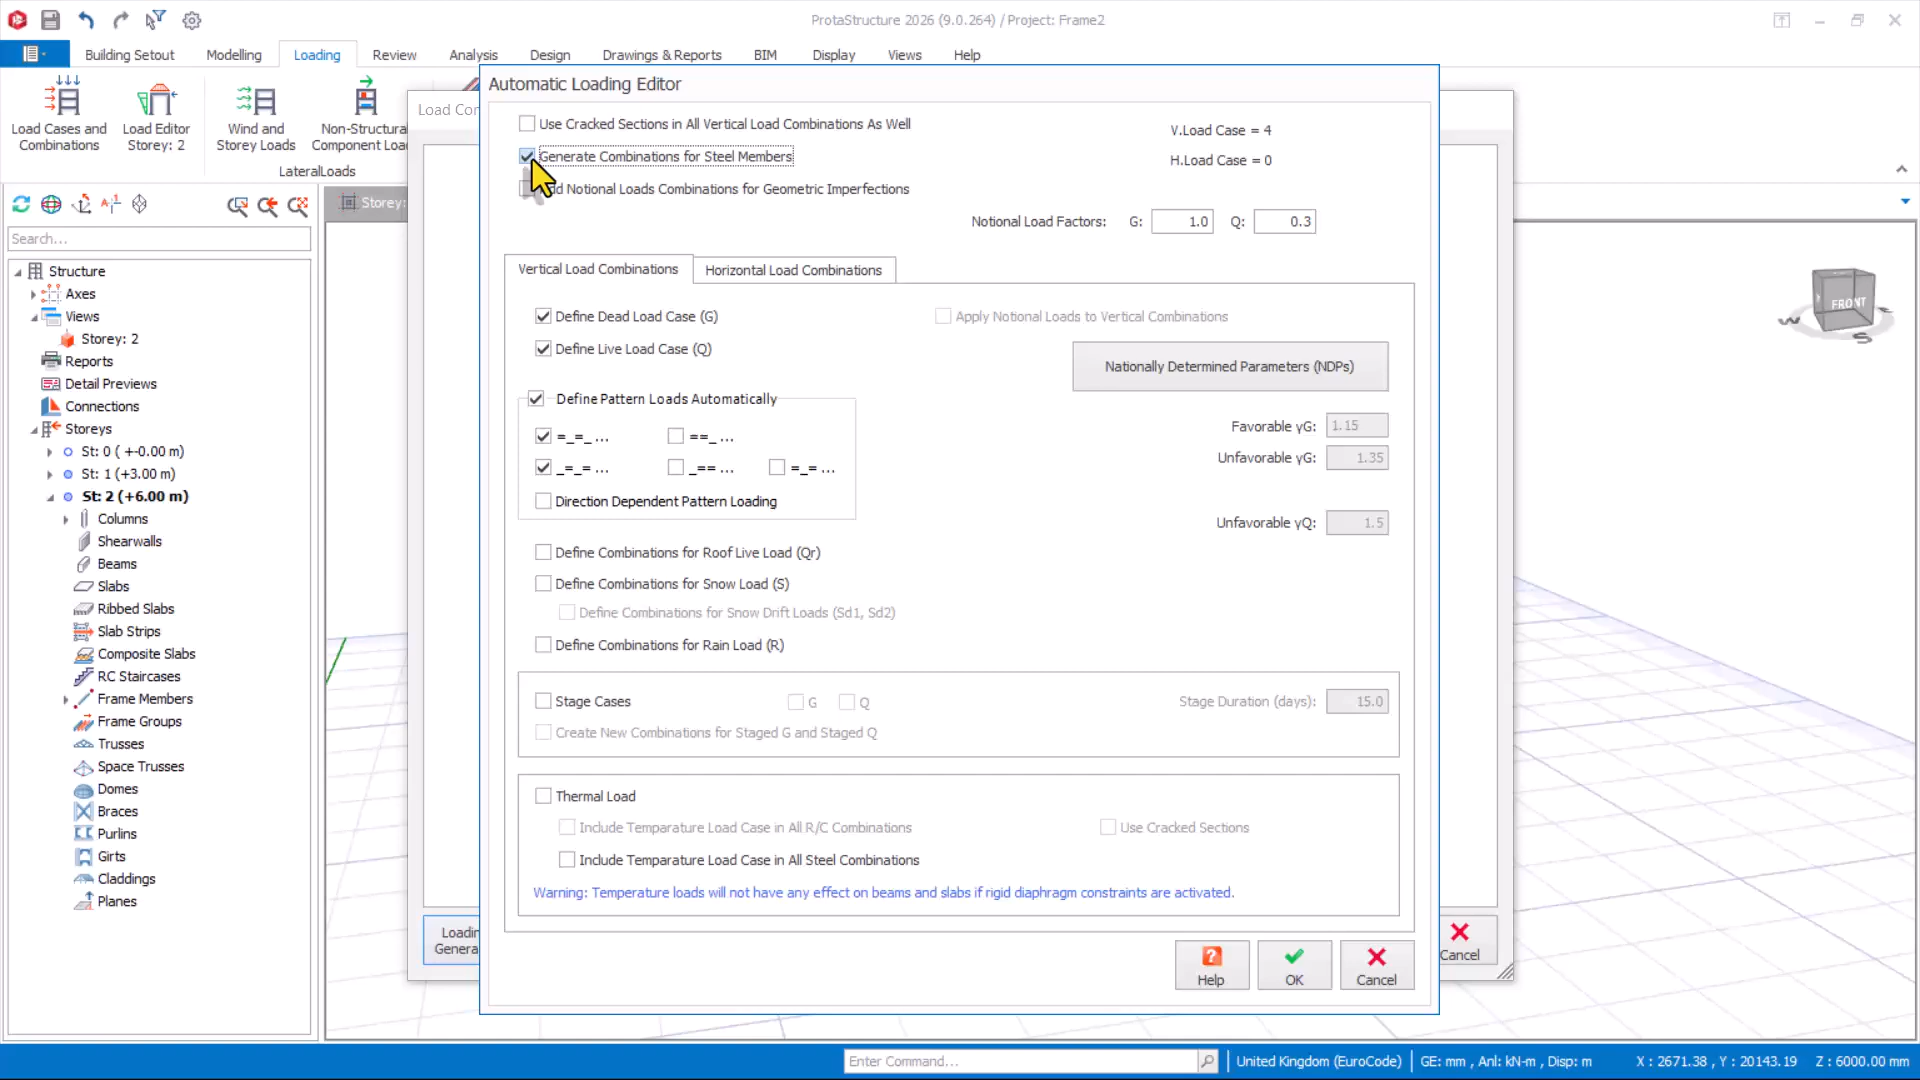 ProtaStructure 2026 (9.0.264) / Project: Frame2
Building Setout
Modelling
Loading
Review
Analysis
Design
Drawings & Reports
BIM
Display
Views
Help
Load Cases and
Combinations
Load Editor
Storey: 2
Wind and
Storey Loads
Non-Structural
Component Loa
LateralLoads
Search...
Structure
Axes
Views
Storey: 2
Reports
Detail Previews
Connections
Storeys
St: 0 ( +-0.00 m)
St: 1 (+3.00 m)
St: 2 (+6.00 m)
Columns
Shearwalls
Beams
Slabs
Ribbed Slabs
Slab Strips
Composite Slabs
RC Staircases
Frame Members
Frame Groups
Trusses
Space Trusses
Domes
Braces
Purlins
Girts
Claddings
Planes
Storey:
Load Co
Loadin
Genera
Cancel
Automatic Loading Editor
Use Cracked Sections in All Vertical Load Combinations As Well
Generate Combinations for Steel Members
Notional Loads Combinations for Geometric Imperfections
V.Load Case = 4
H.Load Case = 0
Notional Load Factors: G: 1.0 Q: 0.3
Vertical Load Combinations
Horizontal Load Combinations
Define Dead Load Case (G)
Apply Notional Loads to Vertical Combinations
Define Live Load Case (Q)
Nationally Determined Parameters (NDPs)
Define Pattern Loads Automatically
=_=_ ...
==_ ...
_=_= ...
_== ...
=_= ...
Direction Dependent Pattern Loading
Favorable γG: 1.15
Unfavorable γG: 1.35
Unfavorable γQ: 1.5
Define Combinations for Roof Live Load (Qr)
Define Combinations for Snow Load (S)
Define Combinations for Snow Drift Loads (Sd1, Sd2)
Define Combinations for Rain Load (R)
Stage Cases
G
Q
Stage Duration (days): 15.0
Create New Combinations for Staged G and Staged Q
Thermal Load
Include Temparature Load Case in All R/C Combinations
Use Cracked Sections
Include Temparature Load Case in All Steel Combinations
Warning: Temperature loads will not have any effect on beams and slabs if rigid diaphragm constraints are activated.
Help
OK
Cancel
FRONT
W
S
Enter Command...
United Kingdom (EuroCode)
GE: mm , Anl: kN-m , Disp: m
X : 2671.38 , Y : 20143.19
Z : 6000.00 mm